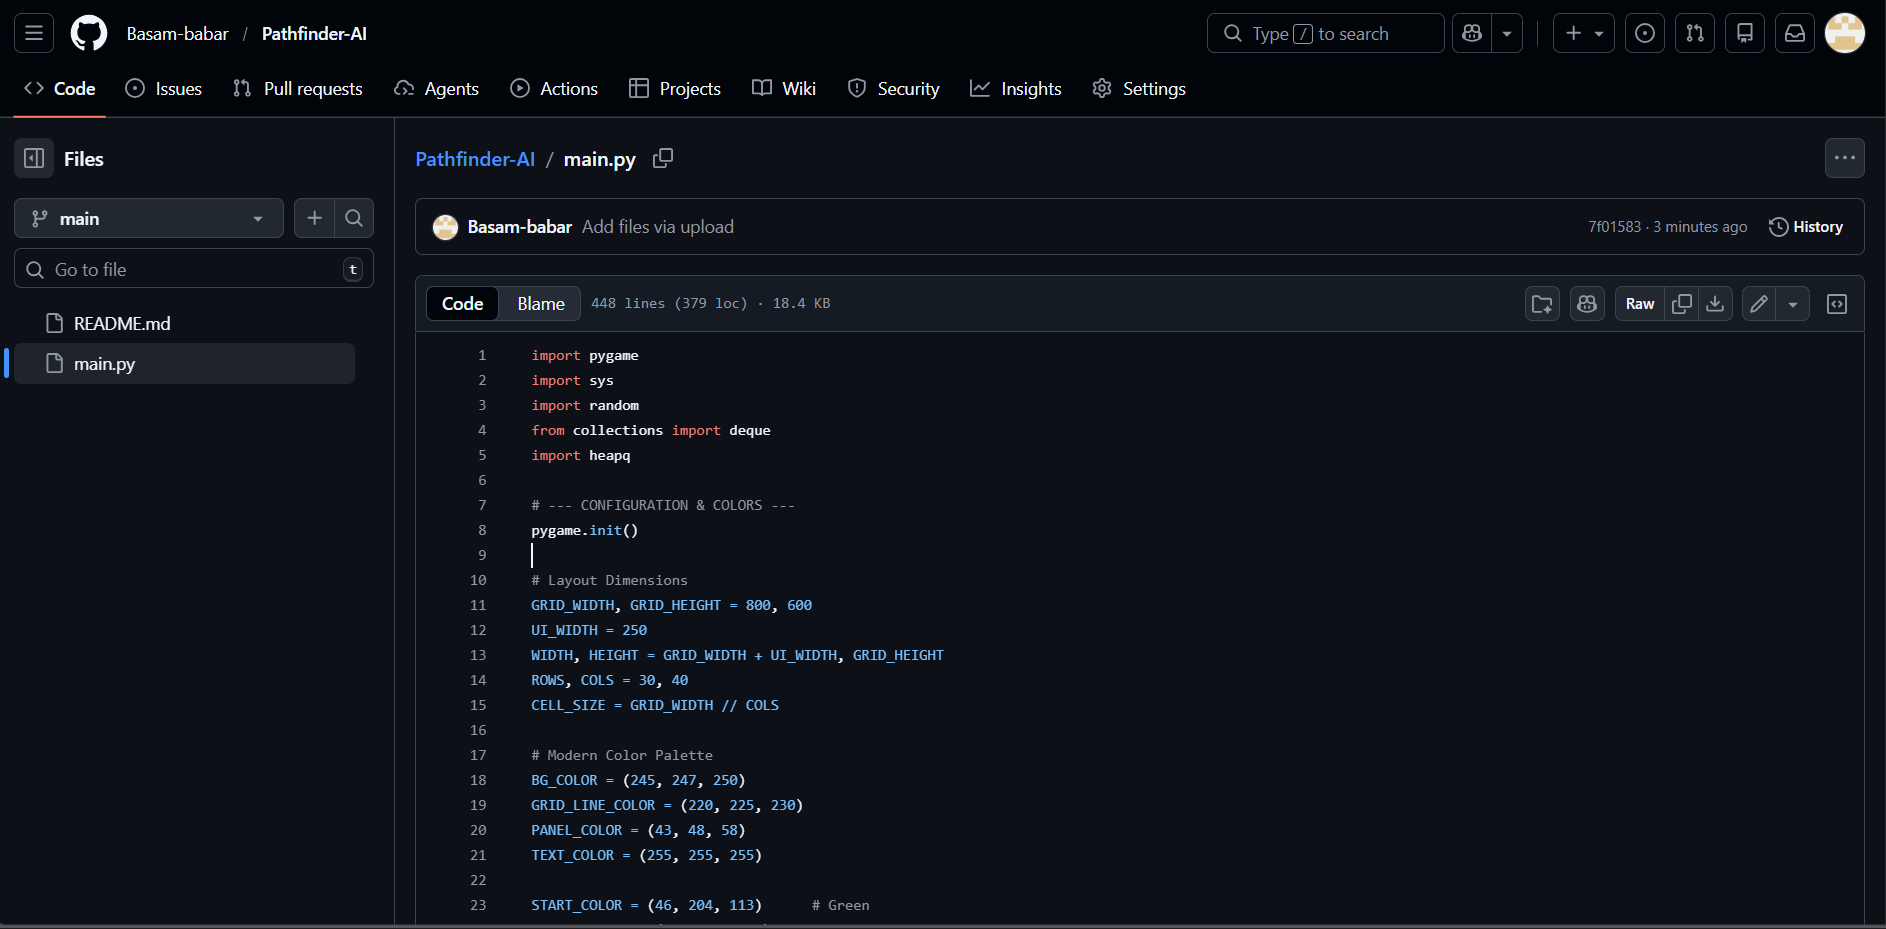 Basam-babar / Pathfinder-AI
Type / to search
Code Issues Pull requests Agents Actions Projects Wiki Security Insights Settings
Files
main
Go to file t
README.md
main.py
Pathfinder-AI / main.py
Basam-babar Add files via upload 7f01583 · 3 minutes ago History
Code Blame 448 lines (379 loc) · 18.4 KB Raw
1 import pygame
2 import sys
3 import random
4 from collections import deque
5 import heapq
6
7 # --- CONFIGURATION & COLORS ---
8 pygame.init()
9
10 # Layout Dimensions
11 GRID_WIDTH, GRID_HEIGHT = 800, 600
12 UI_WIDTH = 250
13 WIDTH, HEIGHT = GRID_WIDTH + UI_WIDTH, GRID_HEIGHT
14 ROWS, COLS = 30, 40
15 CELL_SIZE = GRID_WIDTH // COLS
16
17 # Modern Color Palette
18 BG_COLOR = (245, 247, 250)
19 GRID_LINE_COLOR = (220, 225, 230)
20 PANEL_COLOR = (43, 48, 58)
21 TEXT_COLOR = (255, 255, 255)
22
23 START_COLOR = (46, 204, 113) # Green